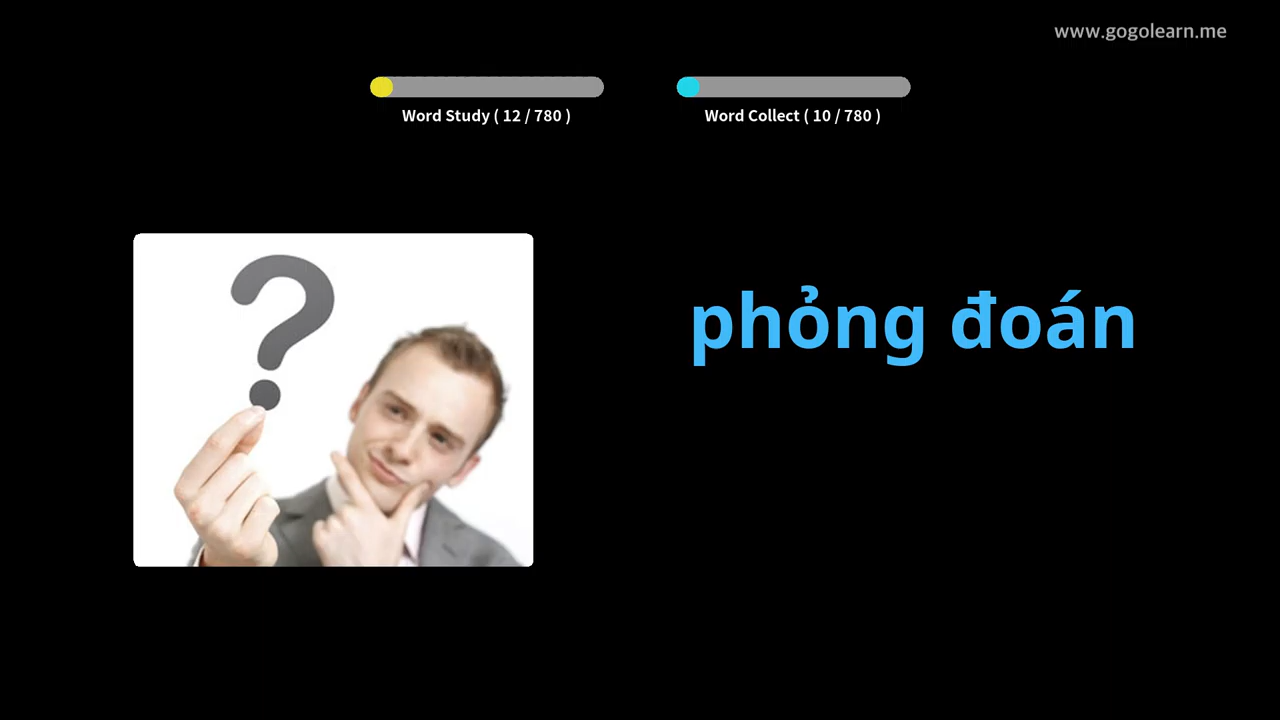 www.gogolearn.me
Word Study ( 12 / 780 )
Word Collect ( 10 / 780 )
?
phỏng đoán